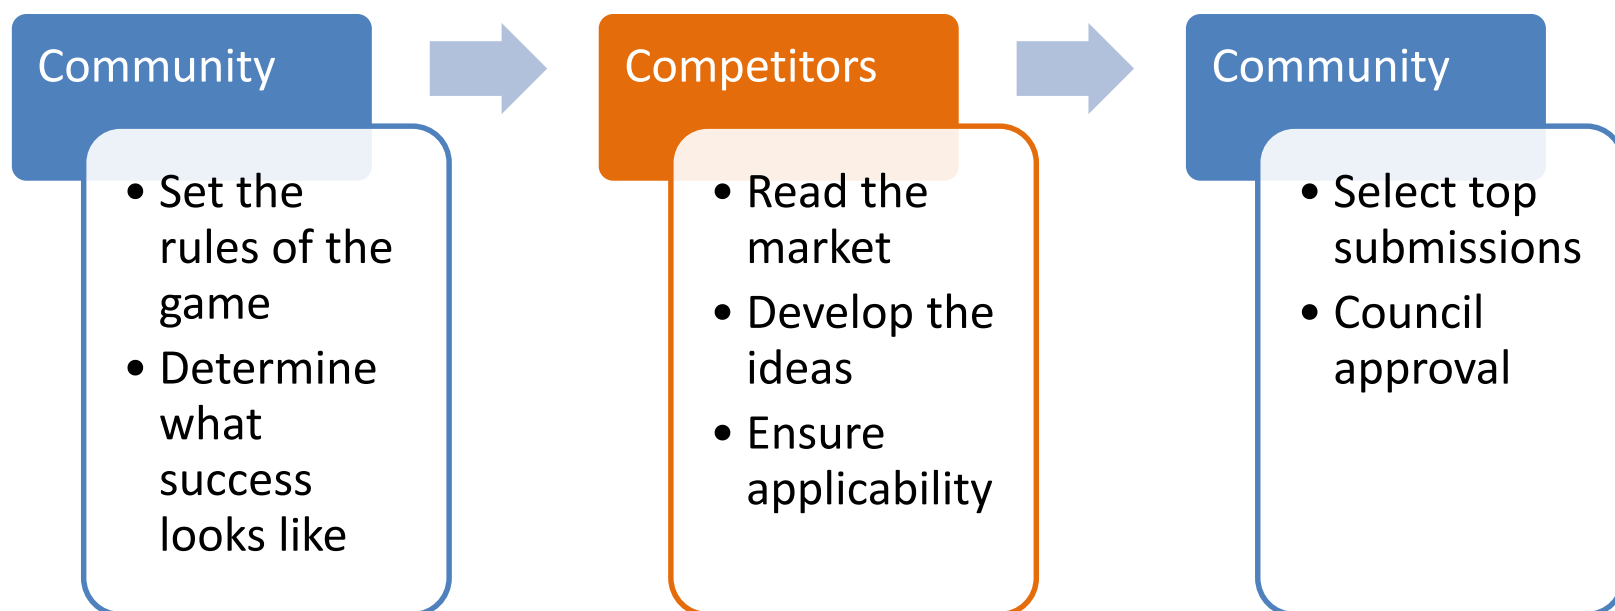 Community
• Set the
rules of the
game
• Determine
what
success
looks like
Competitors
• Read the
market
• Develop the
ideas
• Ensure
applicability
Community
• Select top
submissions
• Council
approval